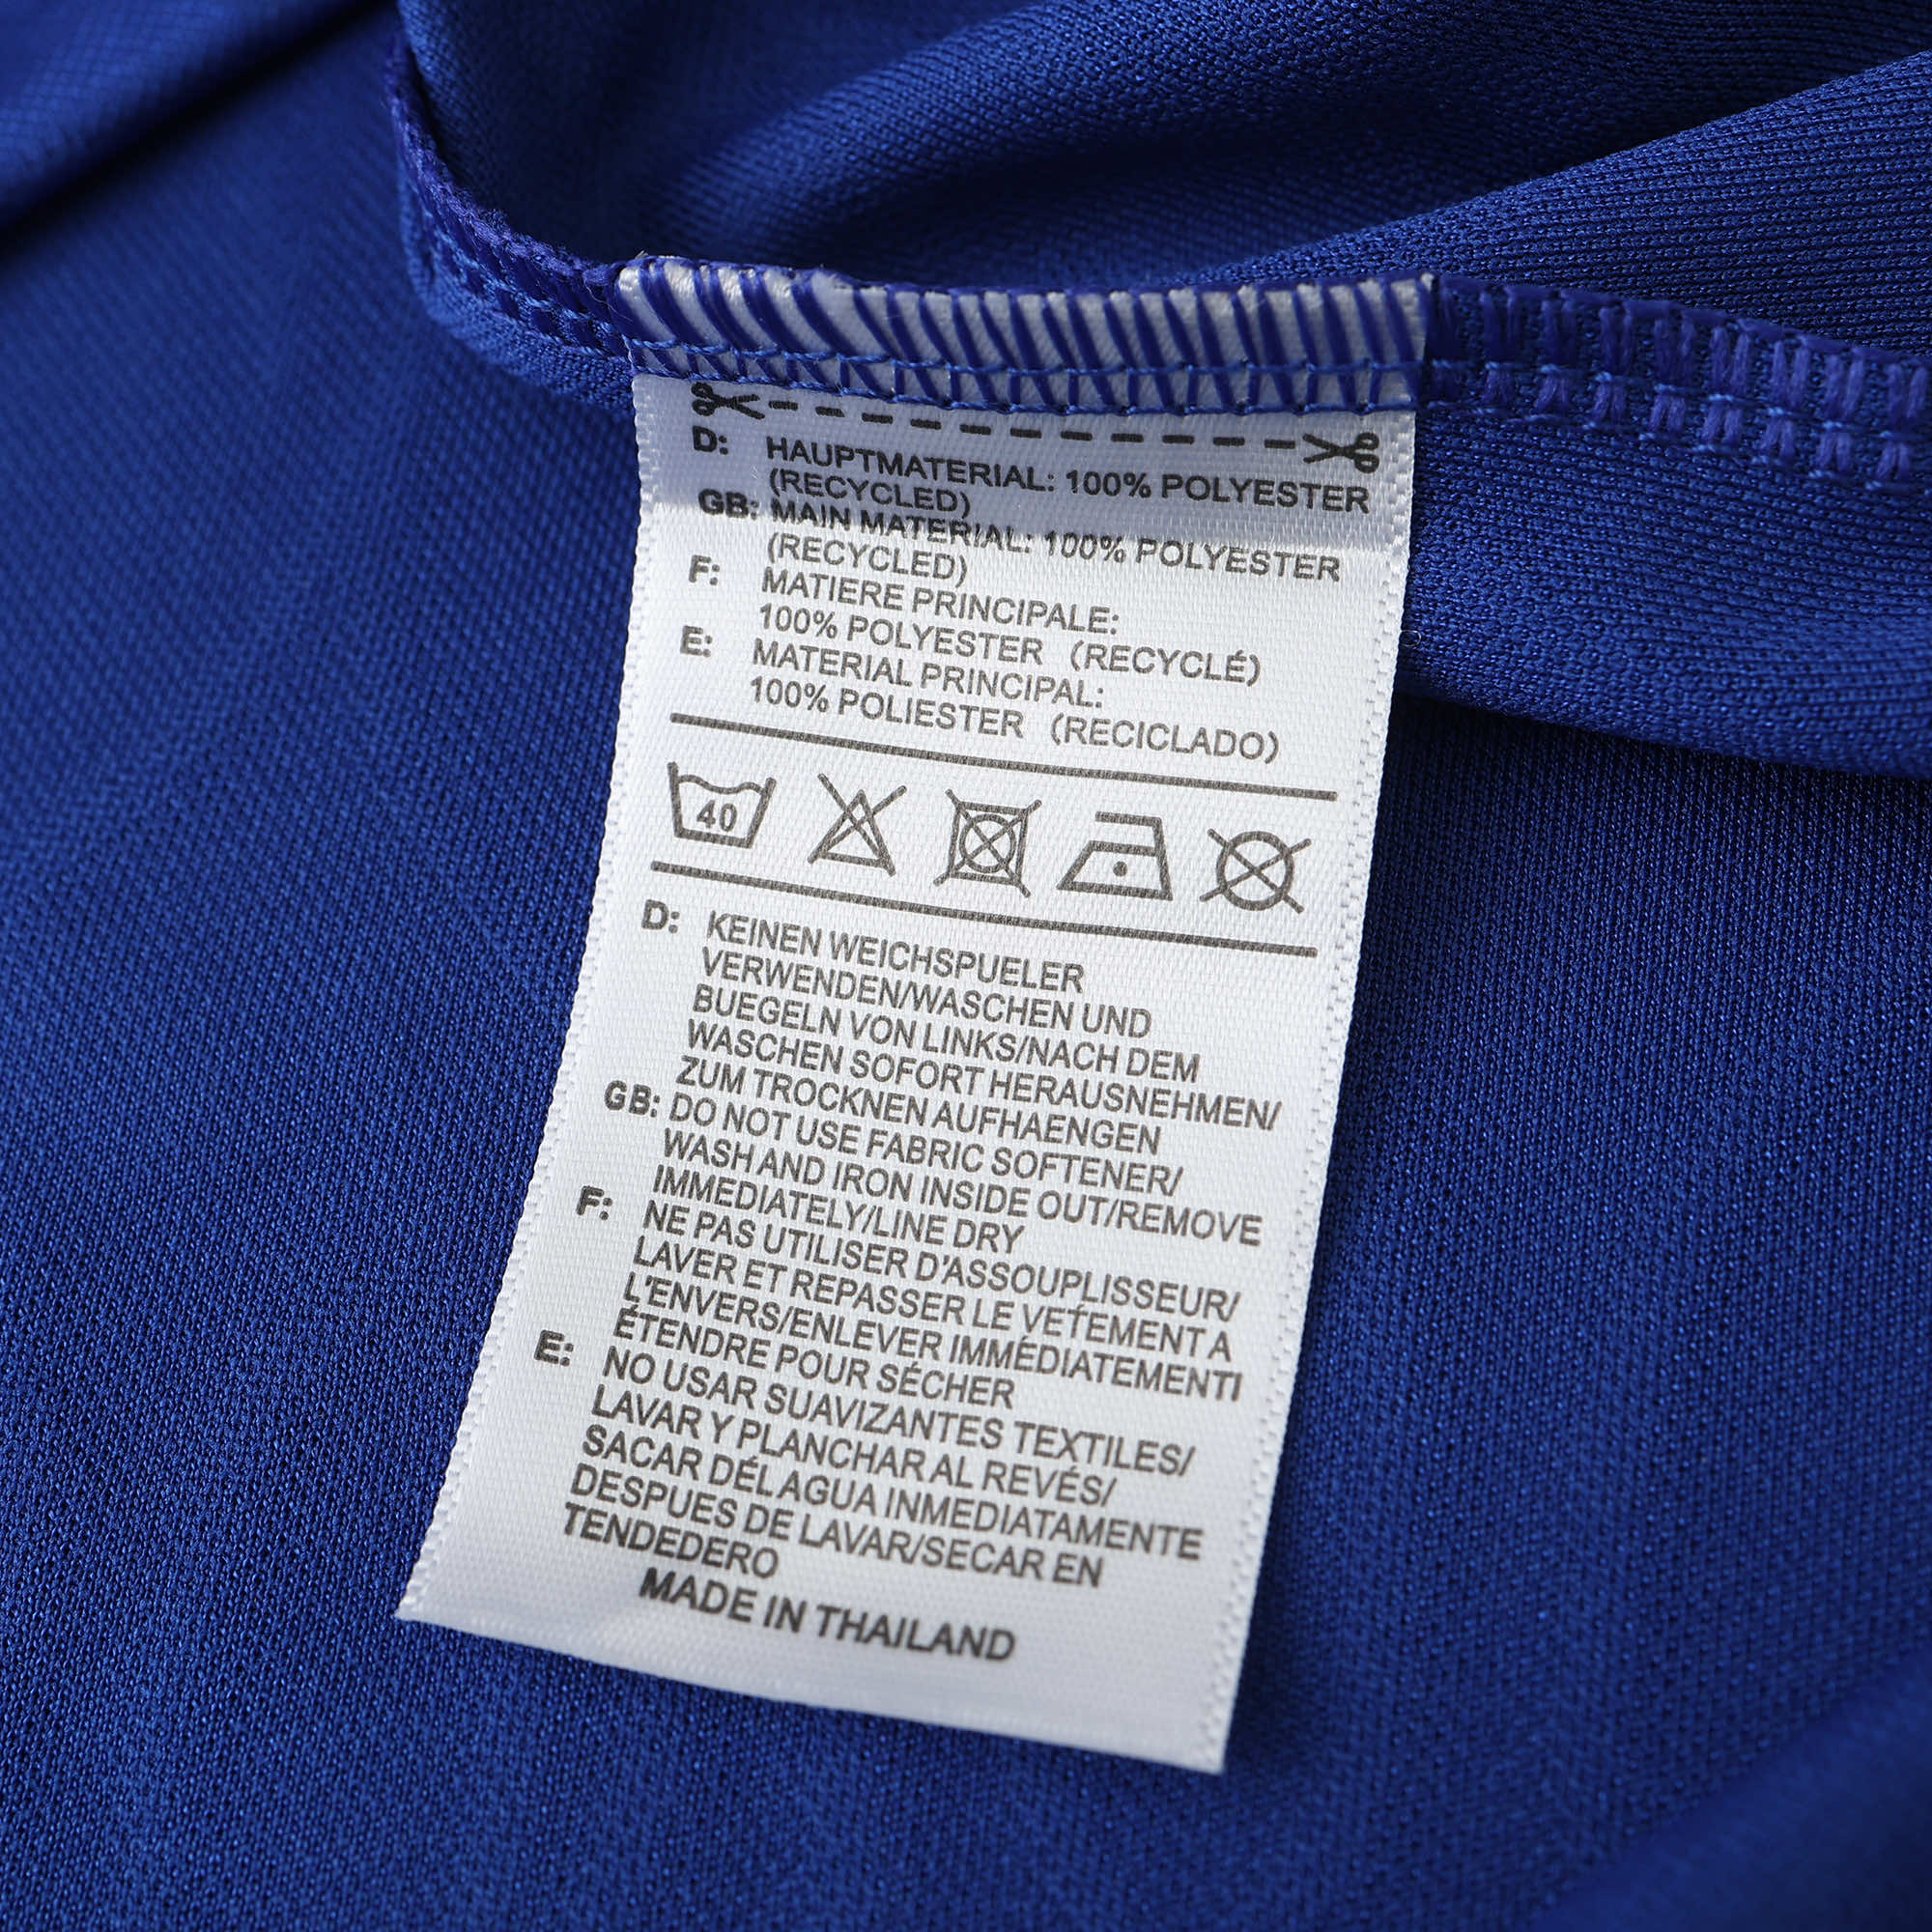 D: HAUPTMATERIAL: 100% POLYESTER
(RECYCLED)
GB: MAIN MATERIAL: 100% POLYESTER
(RECYCLED)
F: MATIERE PRINCIPALE:
100% POLYESTER (RECYCLÉ)
E: MATERIAL PRINCIPAL:
100% POLIESTER (RECICLADO)
40
D: KEINEN WEICHSPUELER
VERWENDEN/WASCHEN UND
BUEGELN VON LINKS/NACH DEM
WASCHEN SOFORT HERAUSNEHMEN/
ZUM TROCKNEN AUFHAENGEN
GB: DO NOT USE FABRIC SOFTENER/
WASH AND IRON INSIDE OUT/REMOVE
IMMEDIATELY/LINE DRY
F: NE PAS UTILISER D'ASSOUPLISSEUR/
LAVER ET REPASSER LE VET́EMENT A
L'ENVERS/ENLEVER IMMÉDIATEMENTI
ÉTENDRE POUR SÉCHER
E: NO USAR SUAVIZANTES TEXTILES/
LAVAR Y PLANCHAR AL REVÉS/
SACAR DÉL AGUA INMEDIATAMENTE
DESPUES DE LAVAR/SECAR EN
TENDEDERO
MADE IN THAILAND